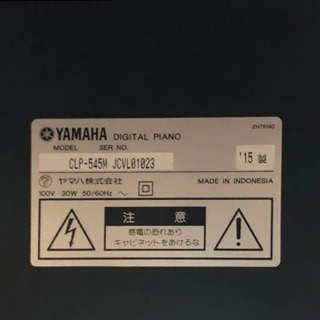 ZH79140
YAMAHA DIGITAL PIANO
MODEL SER. NO.
CLP-545M JCVL01023 '15 製
ヤマハ株式会社
MADE IN INDONESIA
100V 30W 50/60Hz ~
注 意
感電の恐れあり
キャビネットをあけるな